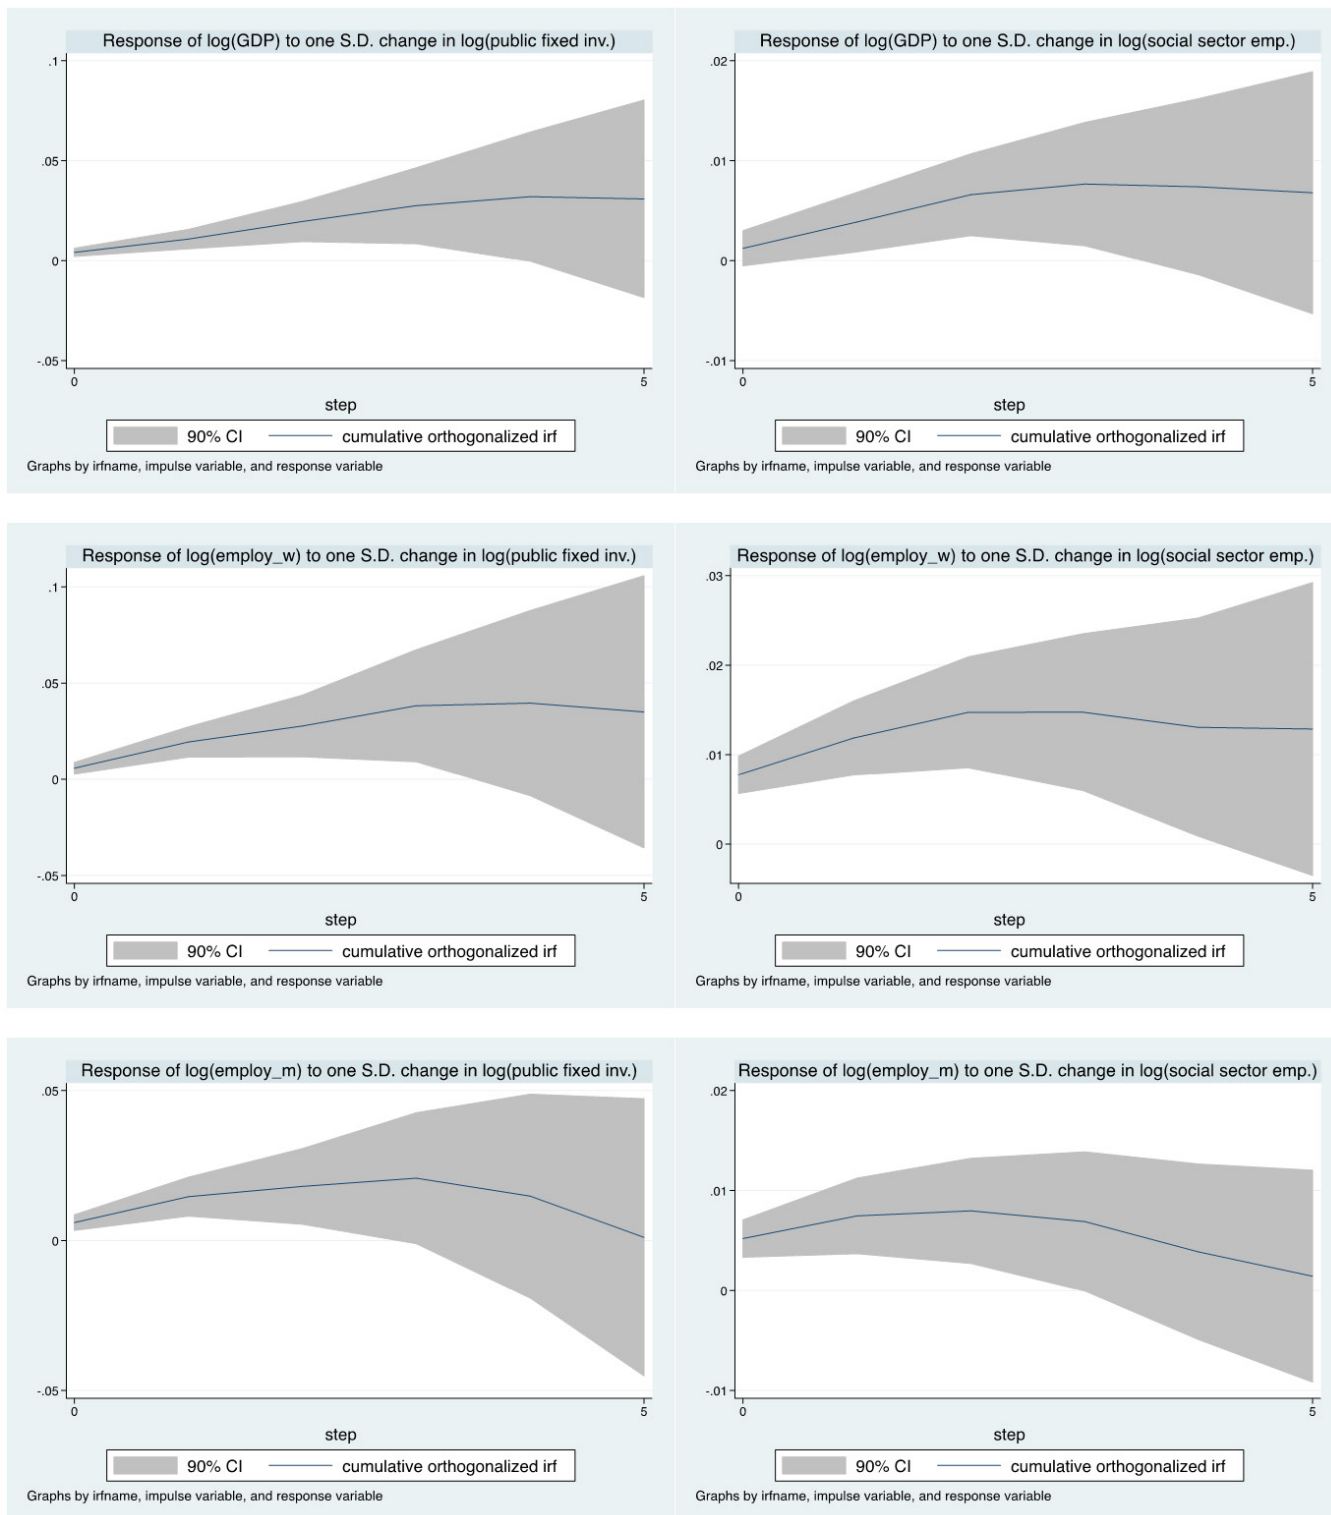 Response of log(GDP) to one S.D. change in log(public fixed inv.)
.1
.05
0
-.05
0
5
step
90% CI
cumulative orthogonalized irf
Graphs by irfname, impulse variable, and response variable
Response of log(GDP) to one S.D. change in log(social sector emp.)
.02
.01
0
-.01
0
5
step
90% CI
cumulative orthogonalized irf
Graphs by irfname, impulse variable, and response variable
Response of log(employ_w) to one S.D. change in log(public fixed inv.)
.1
.05
0
-.05
0
5
step
90% CI
cumulative orthogonalized irf
Graphs by irfname, impulse variable, and response variable
Response of log(employ_w) to one S.D. change in log(social sector emp.)
.03
.02
.01
0
0
5
step
90% CI
cumulative orthogonalized irf
Graphs by irfname, impulse variable, and response variable
Response of log(employ_m) to one S.D. change in log(public fixed inv.)
.05
0
-.05
0
5
step
90% CI
cumulative orthogonalized irf
Graphs by irfname, impulse variable, and response variable
Response of log(employ_m) to one S.D. change in log(social sector emp.)
.02
.01
0
-.01
0
5
step
90% CI
cumulative orthogonalized irf
Graphs by irfname, impulse variable, and response variable